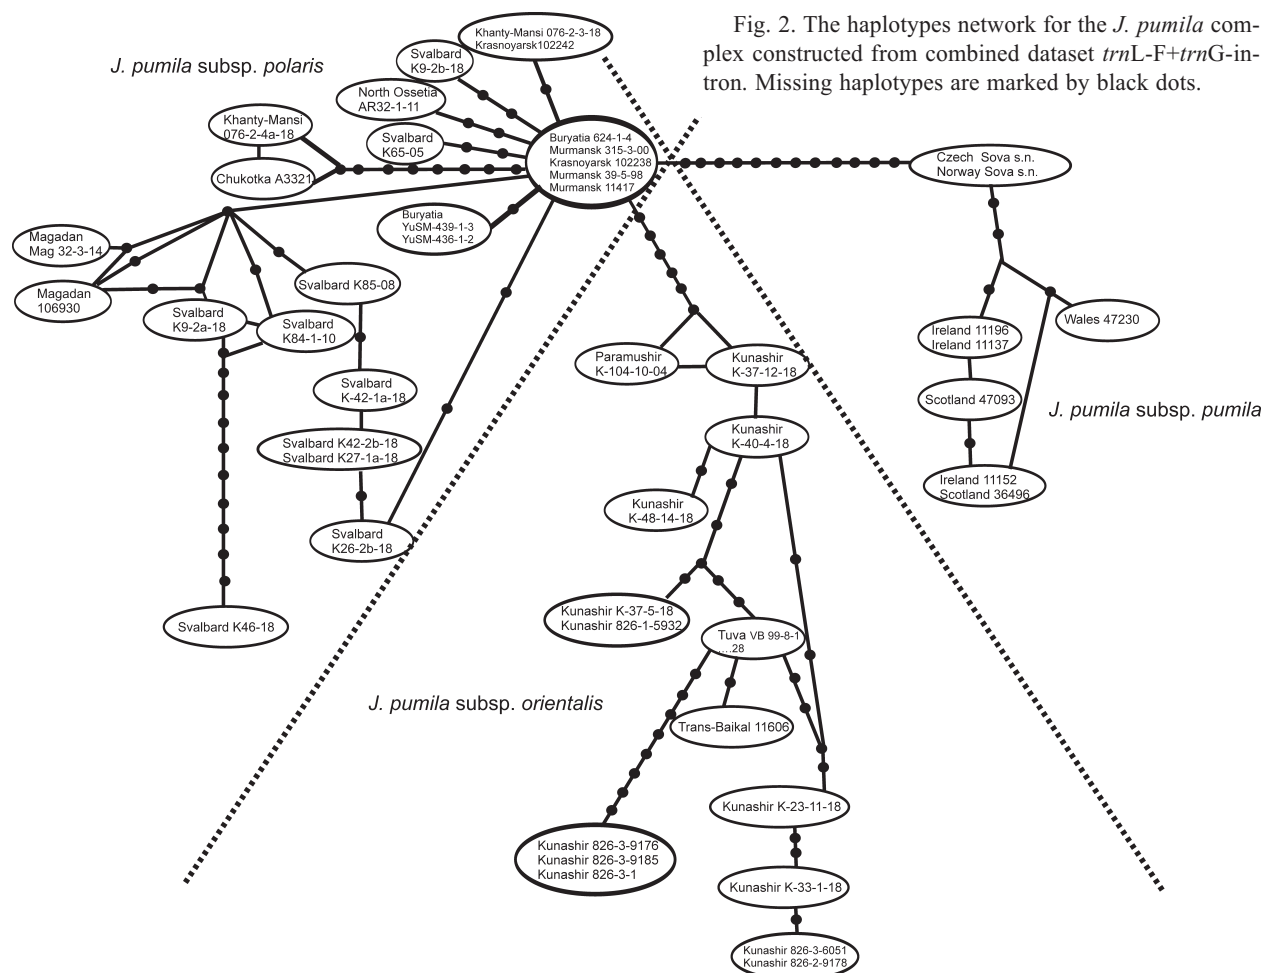 Fig. 2. The haplotypes network for the J. pumila com-
plex constructed from combined dataset trnL-F+trnG-in-
tron. Missing haplotypes are marked by black dots.
J. pumila subsp. polaris
Khanty-Mansi 076-2-3-18
Krasnoyarsk102242
Svalbard
K9-2b-18
North Ossetia
AR32-1-11
Svalbard
K65-05
Khanty-Mansi
076-2-4a-18
Chukotka A3321
Buryatia 624-1-4
Murmansk 315-3-00
Krasnoyarsk 102238
Murmansk 39-5-98
Murmansk 11417
Czech Sova s.n.
Norway Sova s.n.
Buryatia
YuSM-439-1-3
YuSM-436-1-2
Magadan
Mag 32-3-14
Magadan
106930
Svalbard K85-08
Svalbard
K9-2a-18
Svalbard
K84-1-10
Svalbard
K-42-1a-18
Svalbard K42-2b-18
Svalbard K27-1a-18
Svalbard
K26-2b-18
Svalbard K46-18
Paramushir
K-104-10-04
Kunashir
K-37-12-18
Kunashir
K-40-4-18
Kunashir
K-48-14-18
Kunashir K-37-5-18
Kunashir 826-1-5932
Tuva VB 99-8-1
....28
Trans-Baikal 11606
Kunashir K-23-11-18
Kunashir 826-3-9176
Kunashir 826-3-9185
Kunashir 826-3-1
Kunashir K-33-1-18
Kunashir 826-3-6051
Kunashir 826-2-9178
J. pumila subsp. orientalis
Ireland 11196
Ireland 11137
Wales 47230
Scotland 47093
Ireland 11152
Scotland 36496
J. pumila subsp. pumila